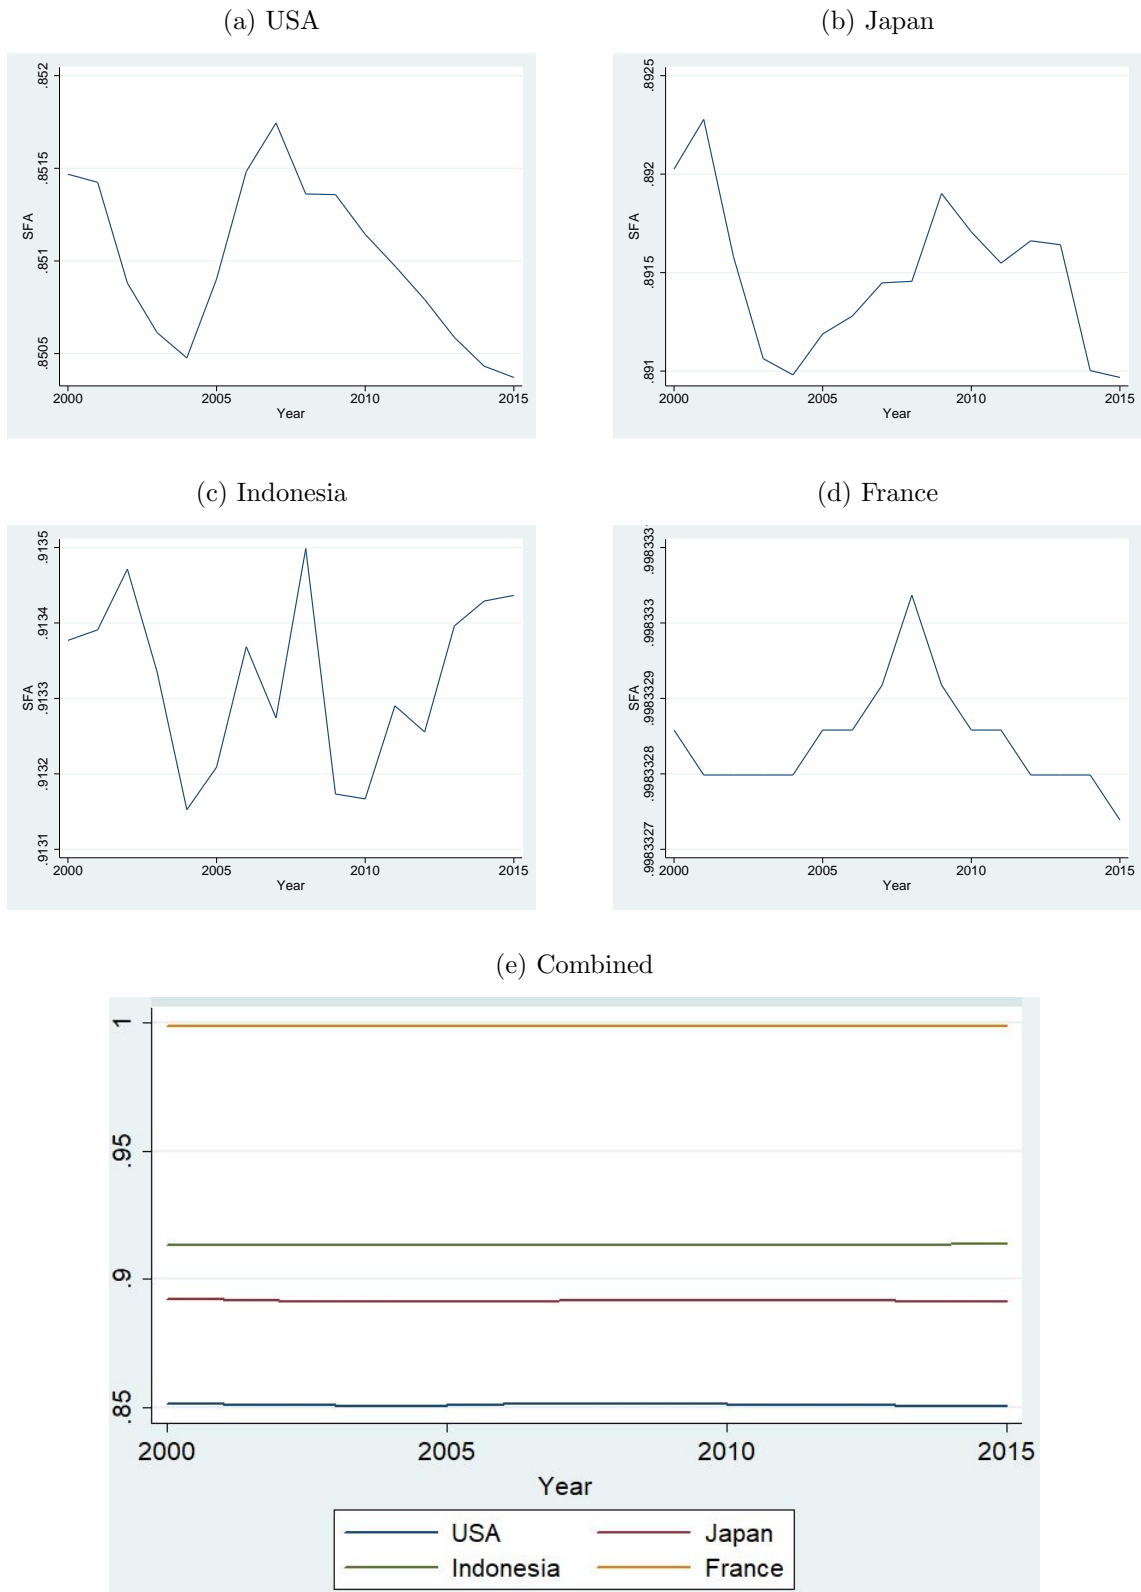 (a) USA
(b) Japan
.852
.8515
.851
.8505
SFA
2000 2005 2010 2015
Year
.8925
.892
.8915
.891
SFA
2000 2005 2010 2015
Year
(c) Indonesia
(d) France
.9135
.9134
.9133
.9132
.9131
SFA
2000 2005 2010 2015
Year
.998333
.9983329
.9983328
.9983327
SFA
2000 2005 2010 2015
Year
(e) Combined
1
.95
.9
.85
2000 2005 2010 2015
Year
USA Japan
Indonesia France